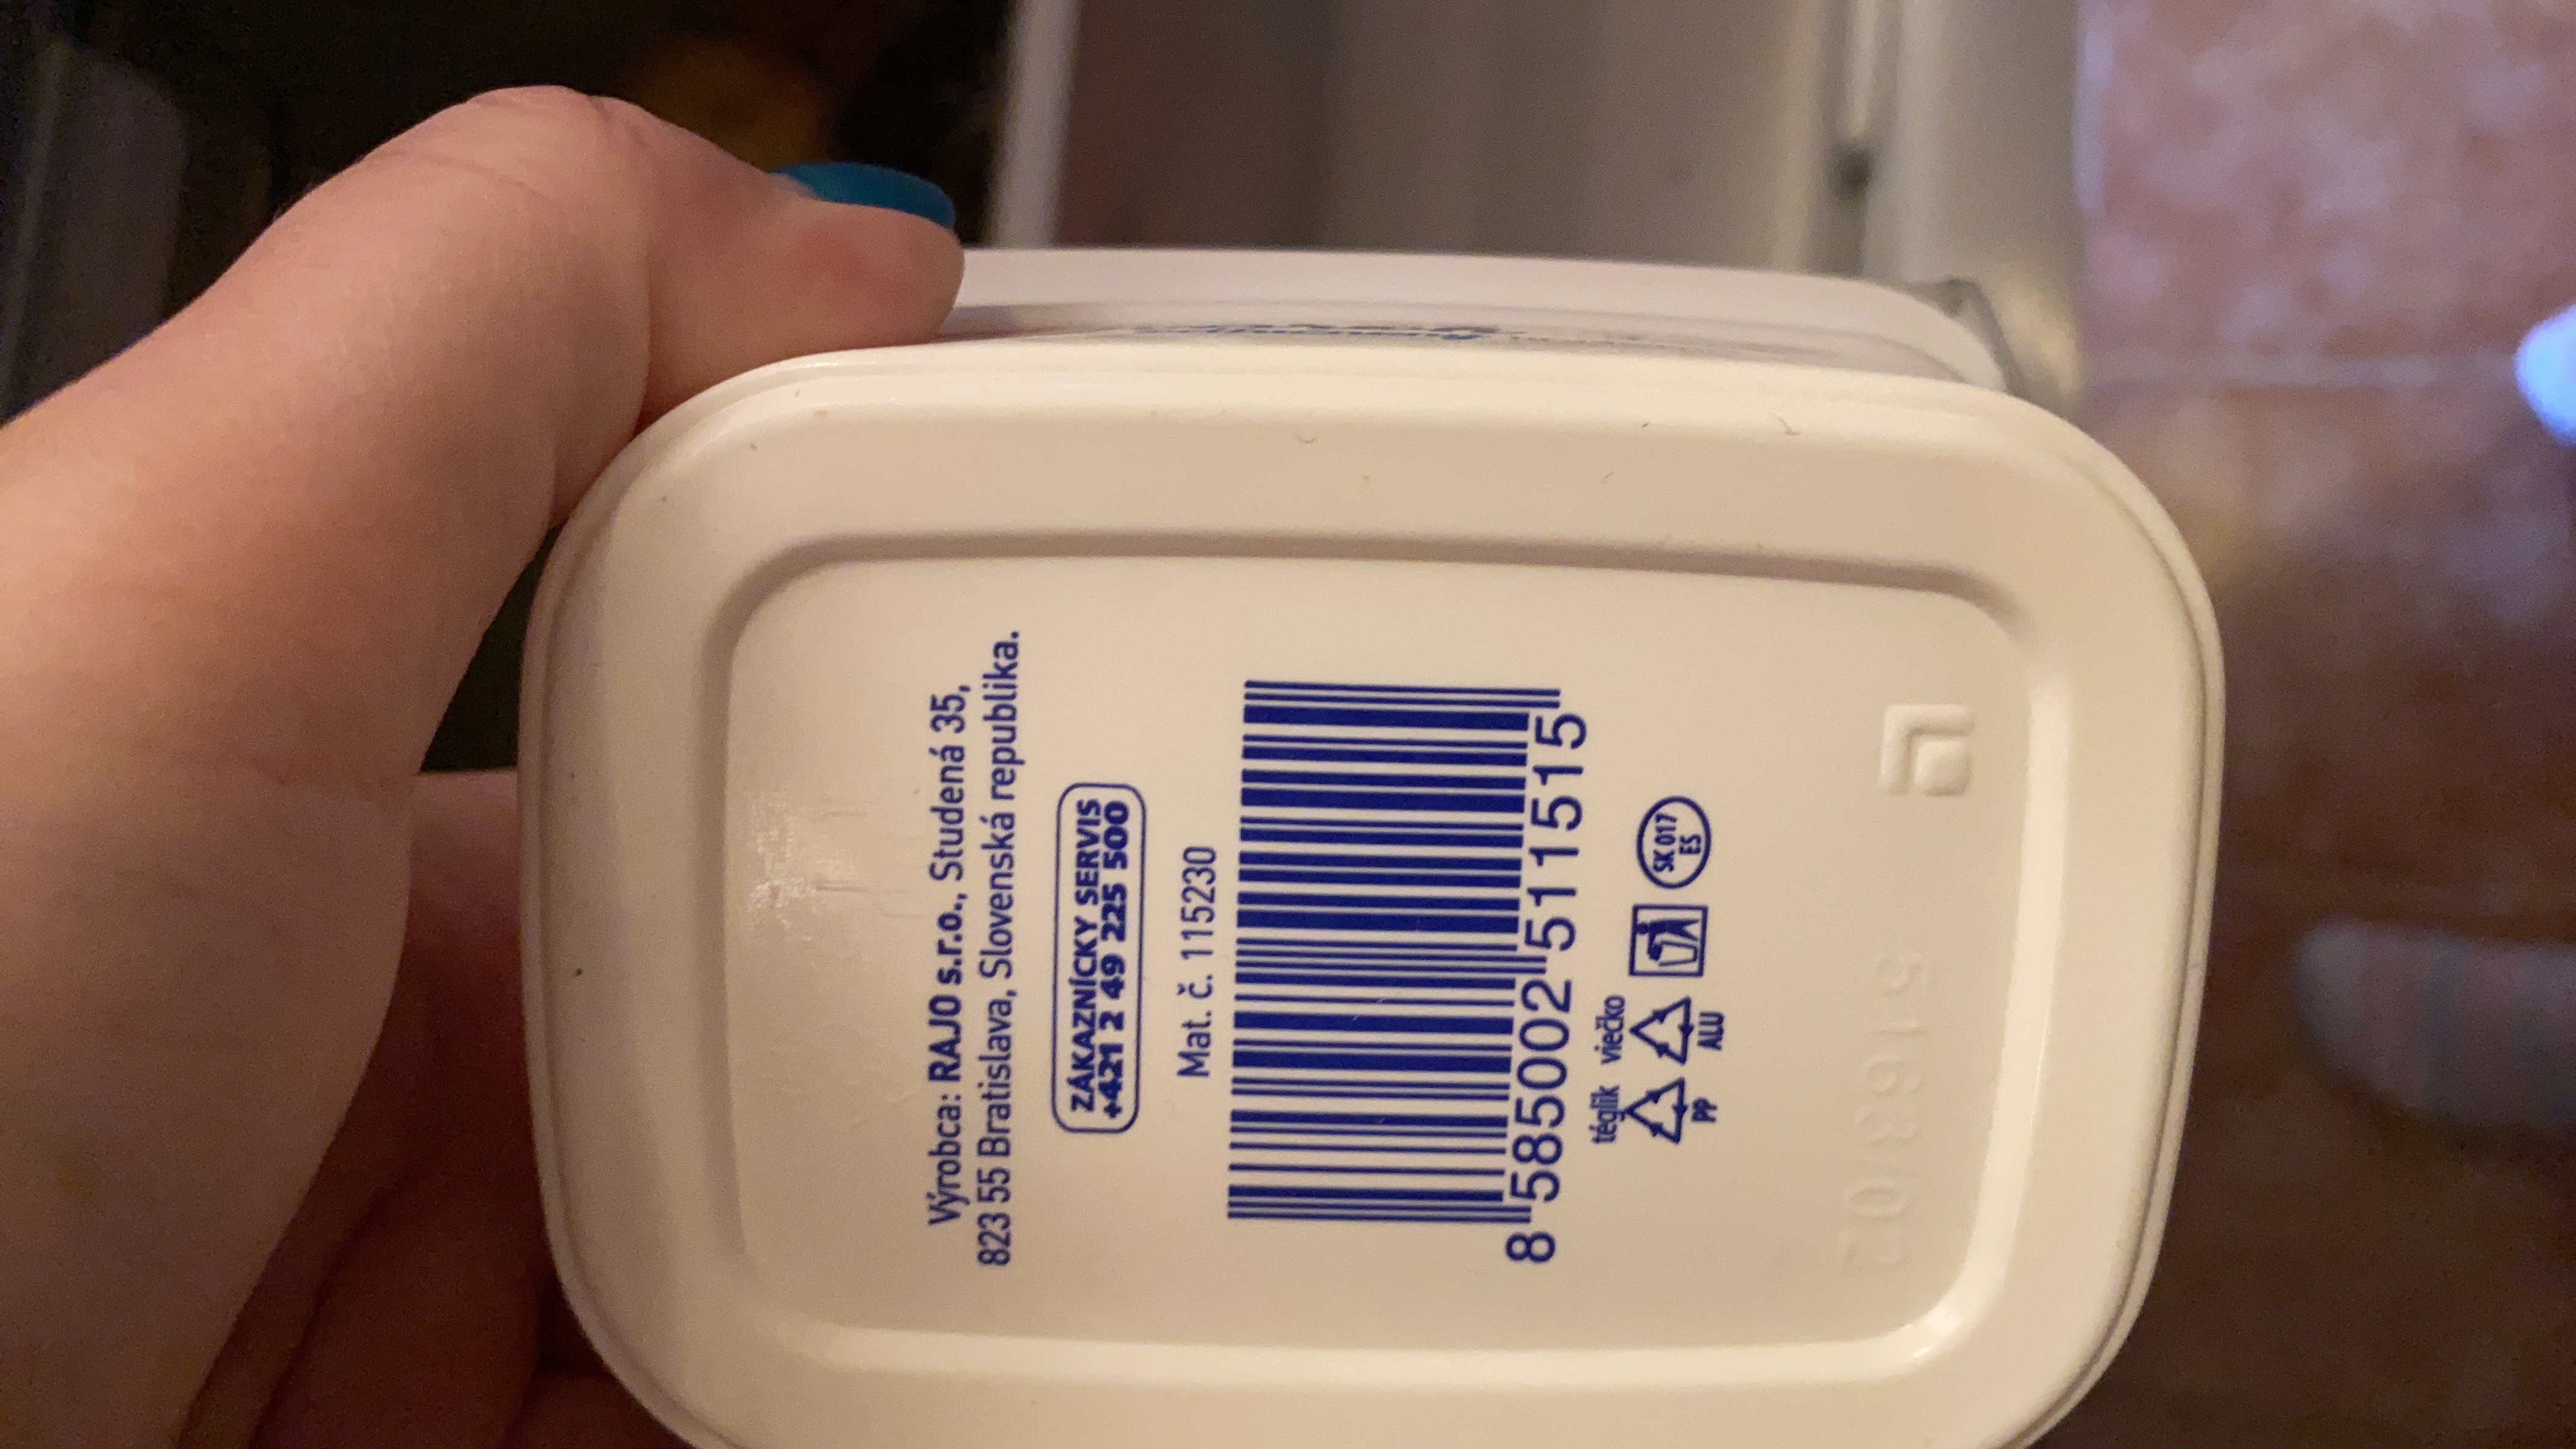 Výrobca: RAJO s.r.o., Studená 35,
823 55 Bratislava, Slovenská republika.
ZÁKAZNÍCKY SERVIS
+421 2 49 225 500
Mat. č. 115230
8 585002 511515
téglik viečko
PP ALU
SK 017
ES